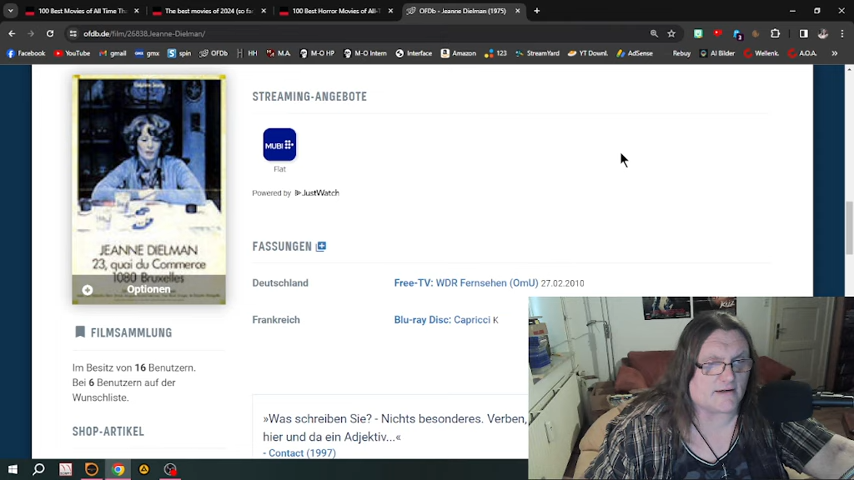 100 Best Movies of All Time Th
The best movies of 2024 (so fa
100 Best Horror Movies of All-T
OFDb - Jeanne Dielman (1975)
ofdb.de/film/26838,Jeanne-Dielman/
Facebook
YouTube
gmail
gmx
spin
OFDb
HH
M.A.
M-O HP
M-O Intern
Interface
Amazon
123
StreamYard
YT Downl.
AdSense
Rebuy
AI Bilder
Wellenk.
A.O.A.
STREAMING-ANGEBOTE
MUBI
Flat
Powered by JustWatch
JEANNE DIELMAN
23, quai du Commerce
1080 Bruxelles
Optionen
FASSUNGEN
Deutschland
Free-TV: WDR Fernsehen (OmU) 27.02.2010
Frankreich
Blu-ray Disc: Capricci K
FILMSAMMLUNG
Im Besitz von 16 Benutzern.
Bei 6 Benutzern auf der
Wunschliste.
SHOP-ARTIKEL
»Was schreiben Sie? - Nichts besonderes. Verben,
hier und da ein Adjektiv...«
- Contact (1997)